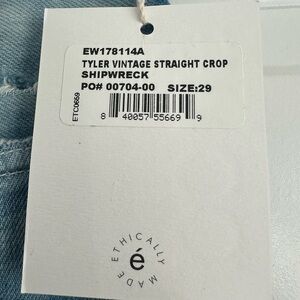 EW178114A
TYLER VINTAGE STRAIGHT CROP
SHIPWRECK
PO# 00704-00 SIZE:29
ETC0659
8 40057 55669 9
é
ETHICALLY MADE